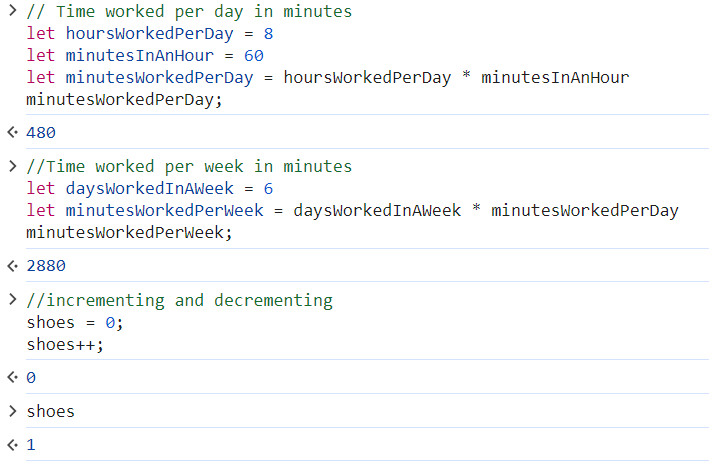 // Time worked per day in minutes
let hoursWorkedPerDay = 8
let minutesInAnHour = 60
let minutesWorkedPerDay = hoursWorkedPerDay * minutesInAnHour
minutesWorkedPerDay;
480
//Time worked per week in minutes
let daysWorkedInAWeek = 6
let minutesWorkedPerWeek = daysWorkedInAWeek * minutesWorkedPerDay
minutesWorkedPerWeek;
2880
//incrementing and decrementing
shoes = 0;
shoes++;
0
shoes
1